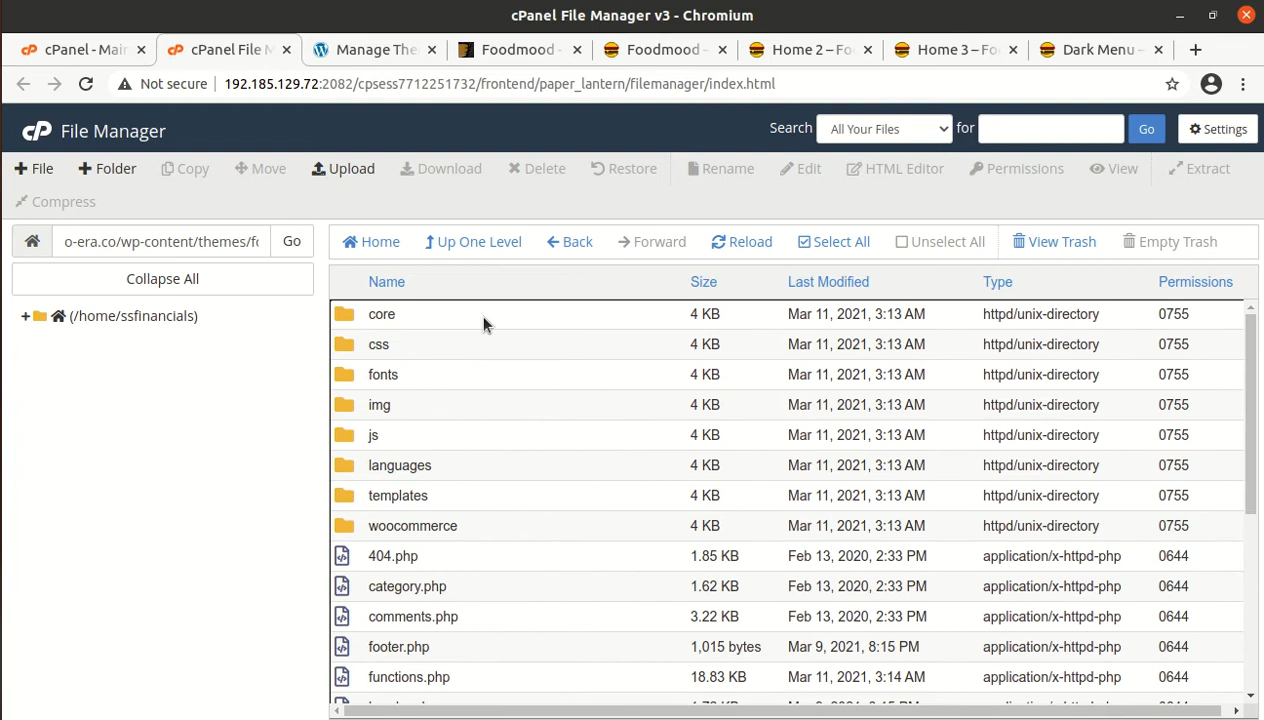 cPanel File Manager v3 - Chromium
cPanel - Mair
cPanel File M
Manage The
Foodmood -
Foodmood -
Home 2 – Fo
Home 3 – Fo
Dark Menu –
Not secure 192.185.129.72:2082/cpsess7712251732/frontend/paper_lantern/filemanager/index.html
cP File Manager
Search All Your Files for Go Settings
File Folder Copy Move Upload Download Delete Restore Rename Edit HTML Editor Permissions View Extract
Compress
o-era.co/wp-content/themes/fo Go
Home Up One Level Back Forward Reload Select All Unselect All View Trash Empty Trash
Collapse All
+ (/home/ssfinancials)
Name Size Last Modified Type Permissions
core 4 KB Mar 11, 2021, 3:13 AM httpd/unix-directory 0755
css 4 KB Mar 11, 2021, 3:13 AM httpd/unix-directory 0755
fonts 4 KB Mar 11, 2021, 3:13 AM httpd/unix-directory 0755
img 4 KB Mar 11, 2021, 3:13 AM httpd/unix-directory 0755
js 4 KB Mar 11, 2021, 3:13 AM httpd/unix-directory 0755
languages 4 KB Mar 11, 2021, 3:13 AM httpd/unix-directory 0755
templates 4 KB Mar 11, 2021, 3:13 AM httpd/unix-directory 0755
woocommerce 4 KB Mar 11, 2021, 3:13 AM httpd/unix-directory 0755
404.php 1.85 KB Feb 13, 2020, 2:33 PM application/x-httpd-php 0644
category.php 1.62 KB Feb 13, 2020, 2:33 PM application/x-httpd-php 0644
comments.php 3.22 KB Feb 13, 2020, 2:33 PM application/x-httpd-php 0644
footer.php 1,015 bytes Mar 9, 2021, 8:15 PM application/x-httpd-php 0644
functions.php 18.83 KB Mar 11, 2021, 3:14 AM application/x-httpd-php 0644